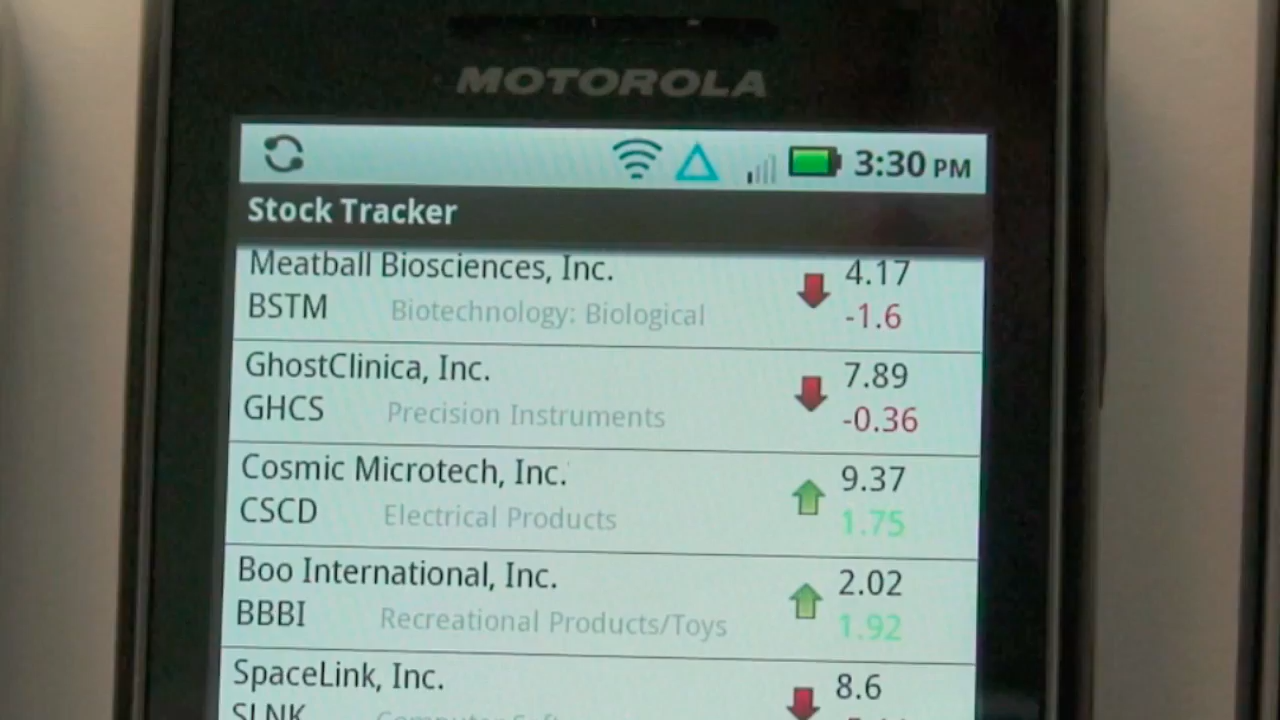 MOTOROLA
3:30 PM
Stock Tracker
Meatball Biosciences, Inc. 4.17
BSTM Biotechnology: Biological -1.6
GhostClinica, Inc. 7.89
GHCS Precision Instruments -0.36
Cosmic Microtech, Inc. 9.37
CSCD Electrical Products 1.75
Boo International, Inc. 2.02
BBBI Recreational Products/Toys 1.92
SpaceLink, Inc. 8.6
SLNK Computer